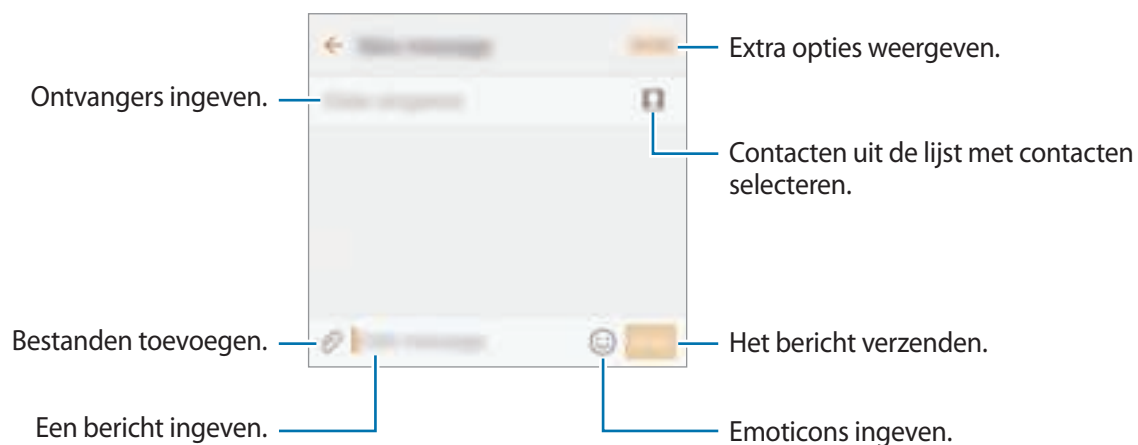 Extra opties weergeven.
Ontvangers ingeven.
Contacten uit de lijst met contacten
selecteren.
Bestanden toevoegen.
Het bericht verzenden.
Een bericht ingeven.
Emoticons ingeven.